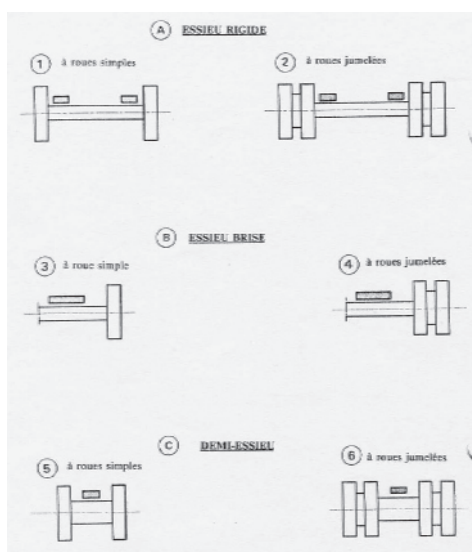 A ESSIEU RIGIDE
1 à roues simples
2 à roues jumelées
B ESSIEU BRISE
3 à roue simple
4 à roues jumelées
C DEMI-ESSIEU
5 à roues simples
6 à roues jumelées